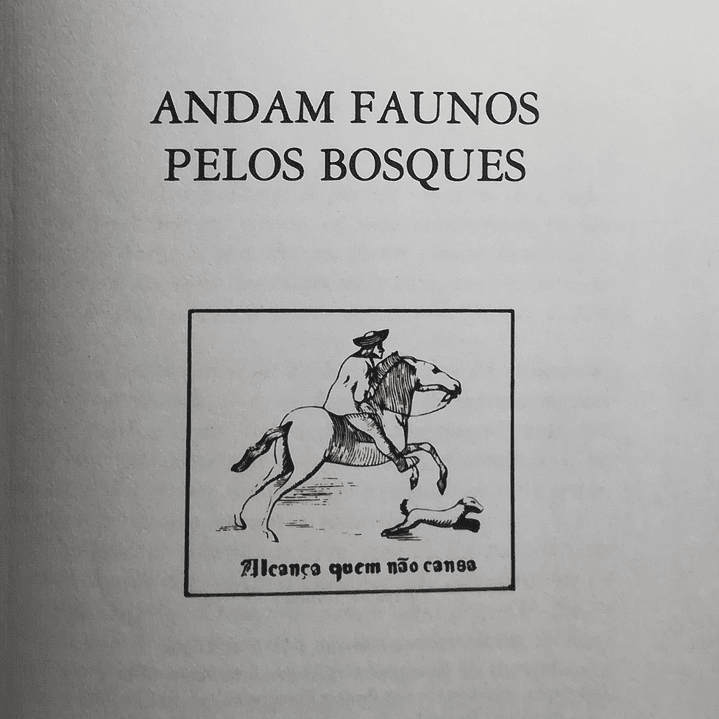 ANDAM FAUNOS
PELOS BOSQUES
Alcança quem não cansa